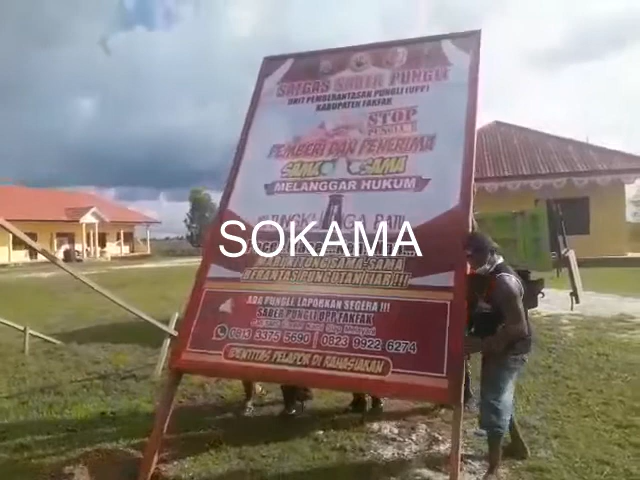 SATGAS SABER PUNGLI
UNIT PEMBERANTASAN PUNGLI (UPP)
KABUPATEN FAKFAK
STOP
PUNGLI
PEMBERI DAN PENERIMA
SAMA SAMA
MELANGGAR HUKUM
SOKAMA
SAMA-SAMA
BERANTAS PUNGUTAN LIAR !!!
ADA PUNGLI LAPORKAN SEGERA !!!
SABER PUNGLI UPP FAKFAK
0813 3375 5690 | 0823 9922 6274
IDENTITAS PELAPOR DI RAHASIAKAN